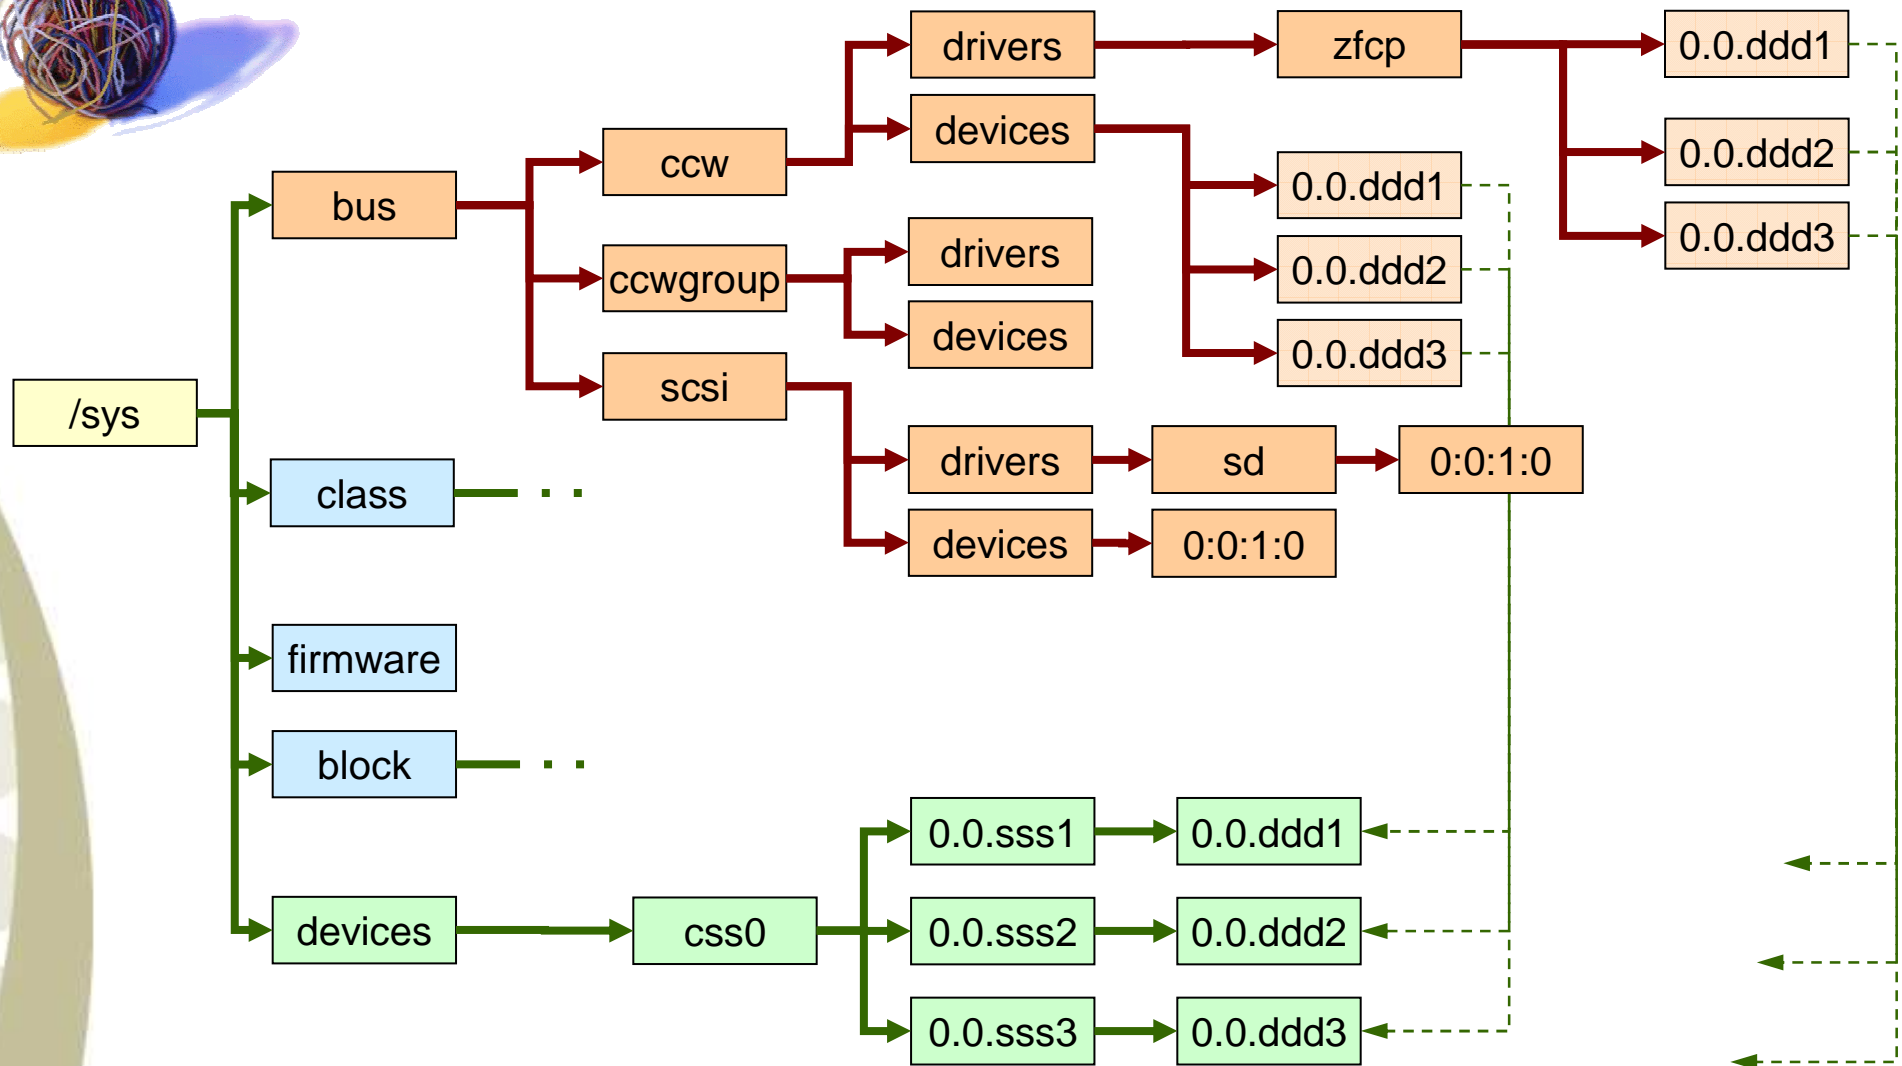 drivers
zfcp
0.0.ddd1
devices
ccw
0.0.ddd2
0.0.ddd1
bus
0.0.ddd3
drivers
0.0.ddd2
ccwgroup
devices
0.0.ddd3
scsi
/sys
drivers
sd
0:0:1:0
class
devices
0:0:1:0
firmware
block
0.0.sss1
0.0.ddd1
devices
css0
0.0.sss2
0.0.ddd2
0.0.sss3
0.0.ddd3